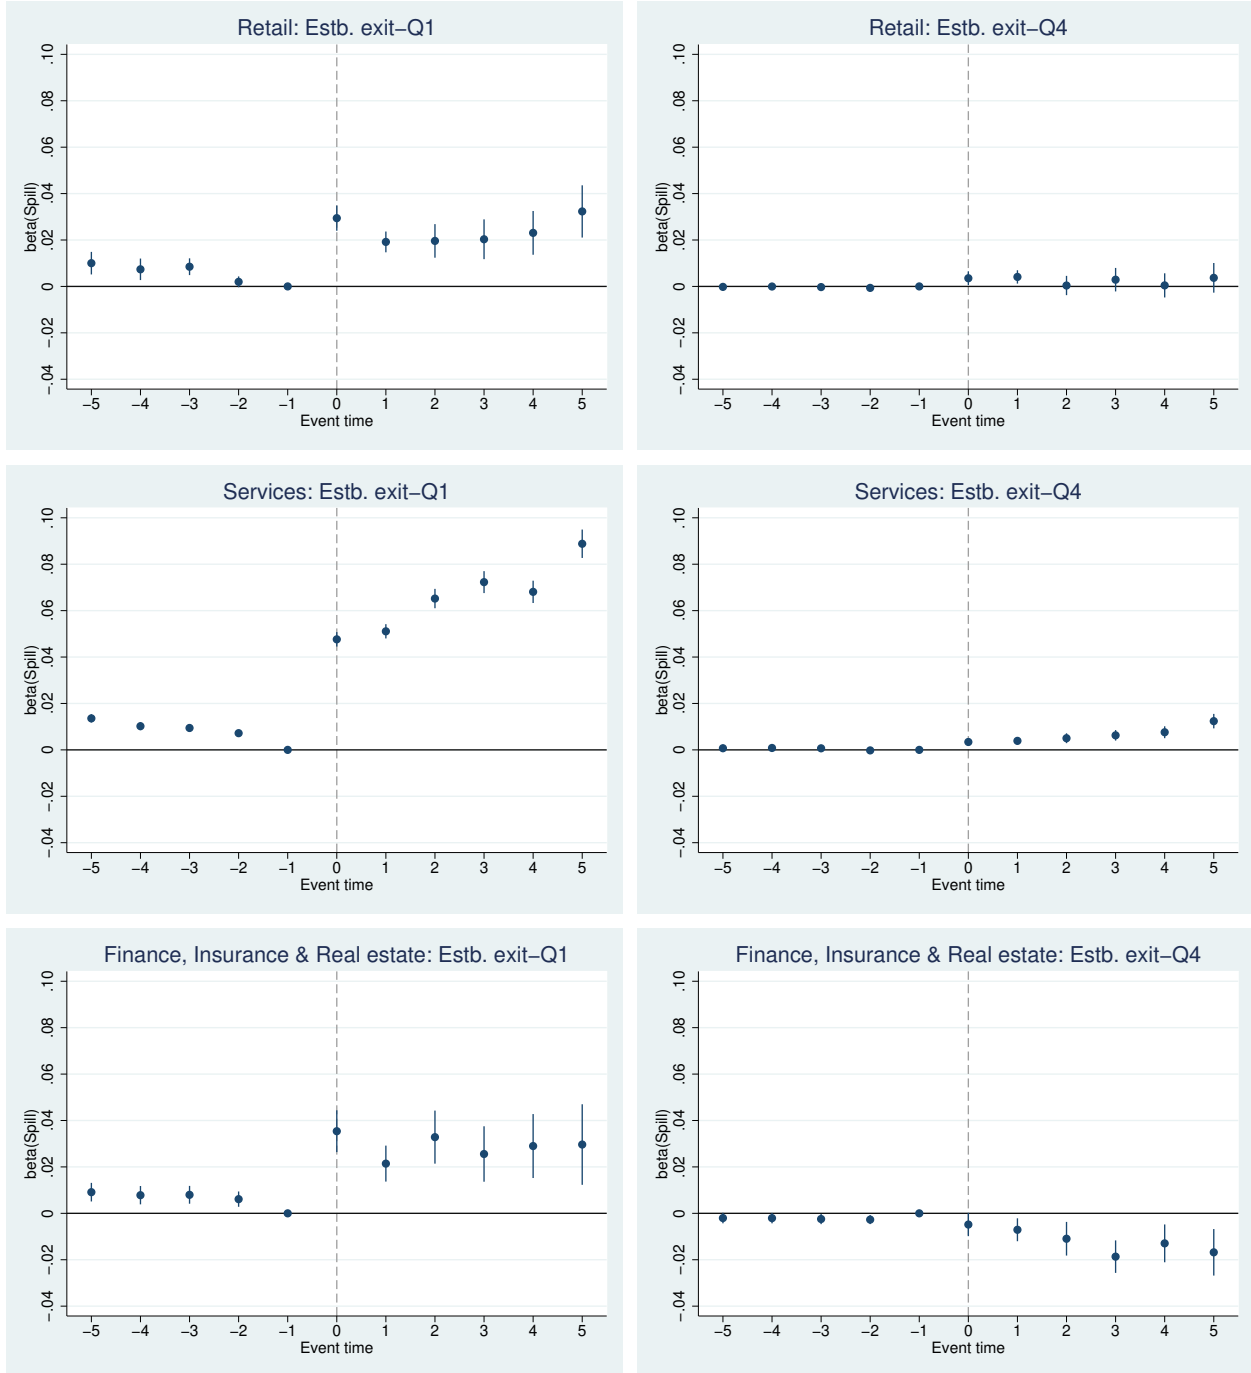 Retail: Estb. exit−Q1
beta(Spill)
.10
.08
.06
.04
.02
0
−.02
−.04
−5 −4 −3 −2 −1 0 1 2 3 4 5
Event time
Retail: Estb. exit−Q4
beta(Spill)
.10
.08
.06
.04
.02
0
−.02
−.04
−5 −4 −3 −2 −1 0 1 2 3 4 5
Event time
Services: Estb. exit−Q1
beta(Spill)
.10
.08
.06
.04
.02
0
−.02
−.04
−5 −4 −3 −2 −1 0 1 2 3 4 5
Event time
Services: Estb. exit−Q4
beta(Spill)
.10
.08
.06
.04
.02
0
−.02
−.04
−5 −4 −3 −2 −1 0 1 2 3 4 5
Event time
Finance, Insurance & Real estate: Estb. exit−Q1
beta(Spill)
.10
.08
.06
.04
.02
0
−.02
−.04
−5 −4 −3 −2 −1 0 1 2 3 4 5
Event time
Finance, Insurance & Real estate: Estb. exit−Q4
beta(Spill)
.10
.08
.06
.04
.02
0
−.02
−.04
−5 −4 −3 −2 −1 0 1 2 3 4 5
Event time